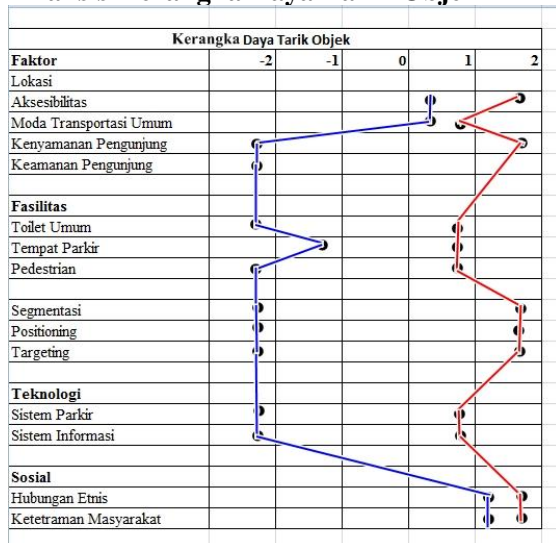 Kerangka Daya Tarik Objek
Faktor -2 -1 0 1 2
Lokasi
Aksesibilitas
Moda Transportasi Umum
Kenyamanan Pengunjung
Keamanan Pengunjung
Fasilitas
Toilet Umum
Tempat Parkir
Pedestrian
Segmentasi
Positioning
Targeting
Teknologi
Sistem Parkir
Sistem Informasi
Sosial
Hubungan Etnis
Ketetraman Masyarakat